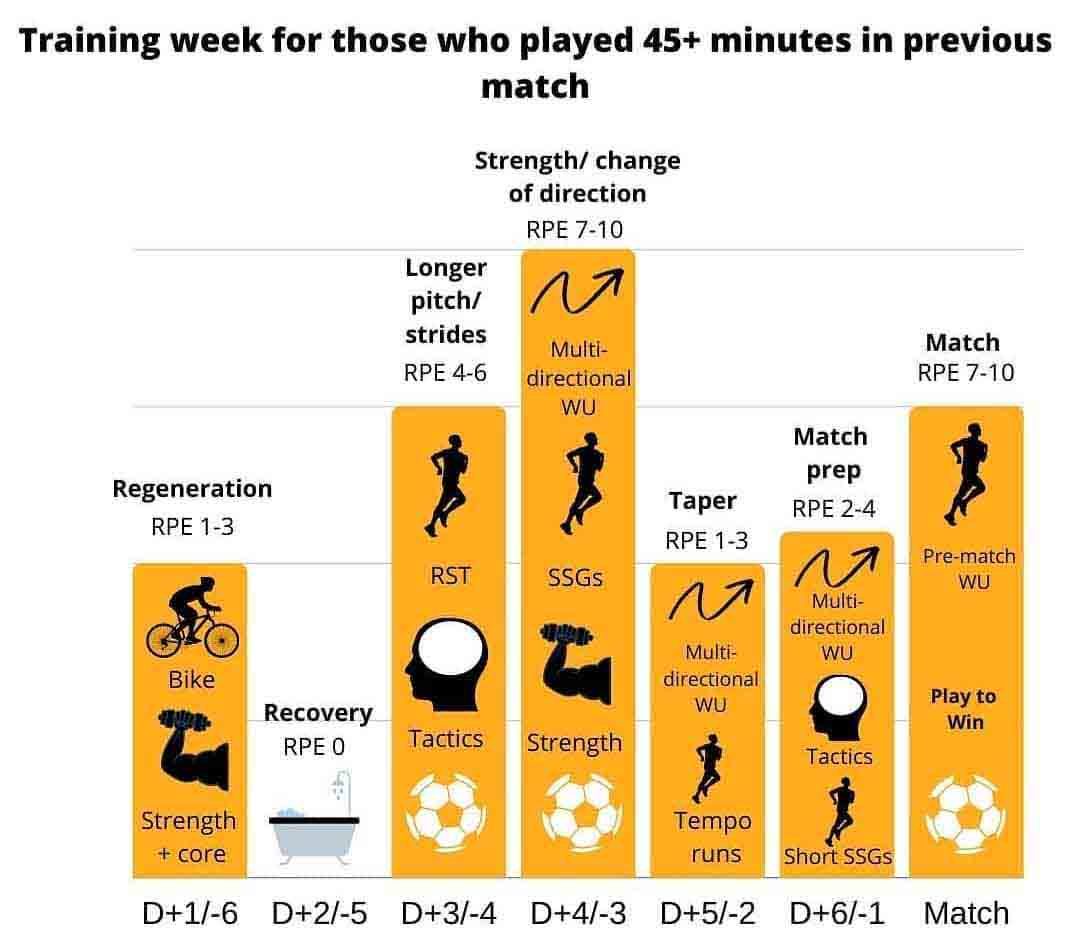 Training week for those who played 45+ minutes in previous
match
Strength/ change
of direction
RPE 7-10
Longer
pitch/
strides
RPE 4-6
Match
RPE 7-10
Match
prep
RPE 2-4
Regeneration
RPE 1-3
Taper
RPE 1-3
Recovery
RPE 0
Bike
Strength
+ core
RST
Tactics
Multi-
directional
WU
SSGs
Strength
Multi-
directional
WU
Tempo
runs
Multi-
directional
WU
Tactics
Short SSGs
Pre-match
WU
Play to
Win
D+1/-6
D+2/-5
D+3/-4
D+4/-3
D+5/-2
D+6/-1
Match